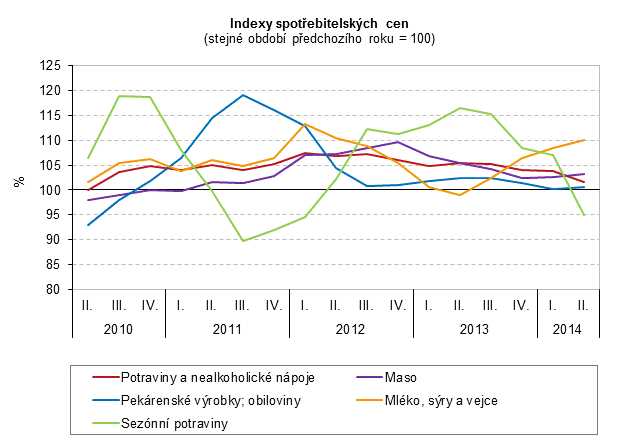 Indexy spotřebitelských cen
(stejné období předchozího roku = 100)
125
120
115
110
105
100
95
90
85
80
%
II. III. IV. I. II. III. IV. I. II. III. IV. I. II. III. IV. I. II.
2010 2011 2012 2013 2014
Potraviny a nealkoholické nápoje Maso
Pekárenské výrobky; obiloviny Mléko, sýry a vejce
Sezónní potraviny